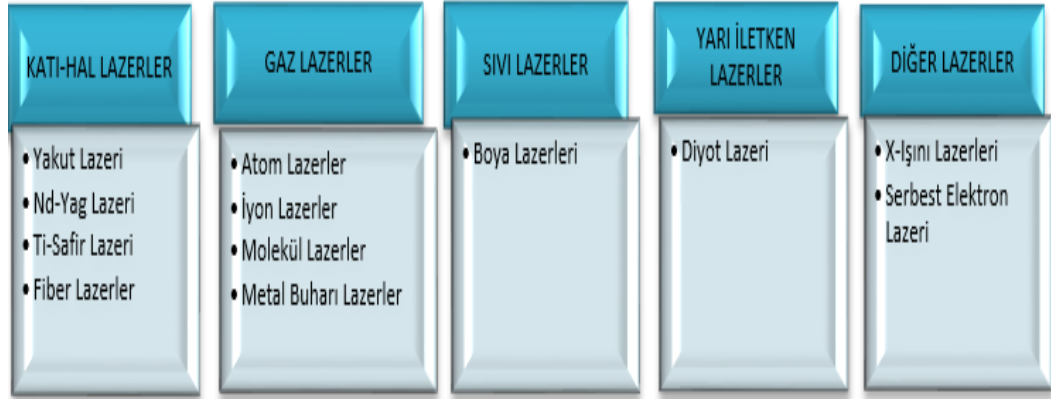 KATI-HAL LAZERLER
• Yakut Lazeri
• Nd-Yag Lazeri
• Ti-Safir Lazeri
• Fiber Lazerler
GAZ LAZERLER
• Atom Lazerler
• İyon Lazerler
• Molekül Lazerler
• Metal Buharı Lazerler
SIVI LAZERLER
• Boya Lazerleri
YARI İLETKEN
LAZERLER
• Diyot Lazeri
DİĞER LAZERLER
• X-Işını Lazerleri
• Serbest Elektron
Lazeri